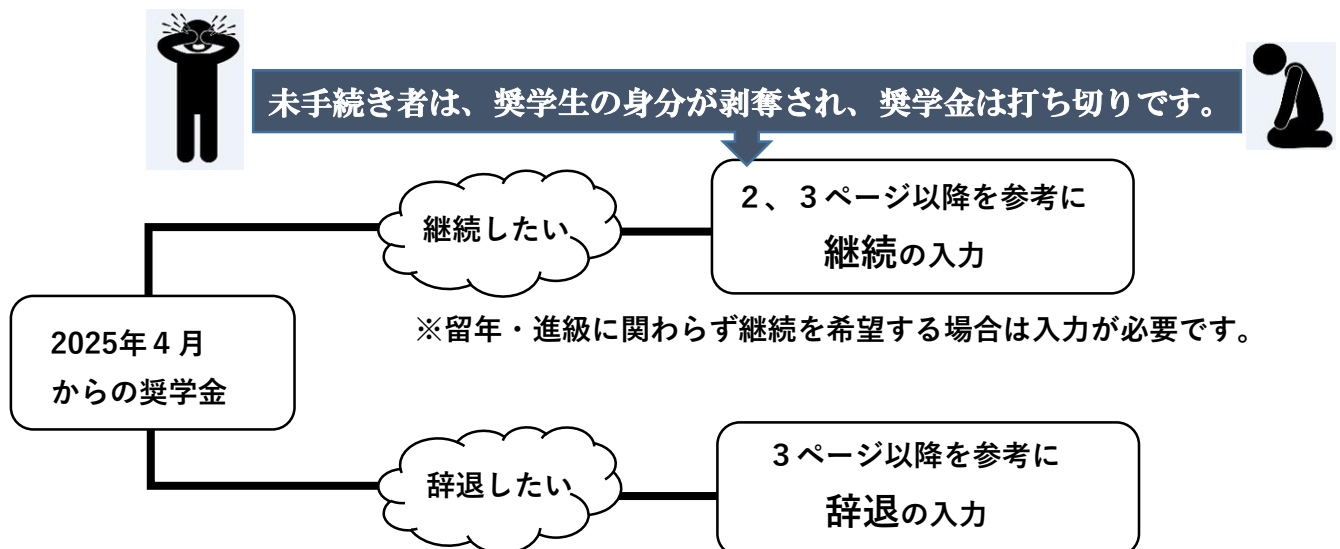 未手続き者は、奨学生の身分が剥奪され、奨学金は打ち切りです。
継続したい
２、３ページ以降を参考に
継続の入力
※留年・進級に関わらず継続を希望する場合は入力が必要です。
2025年４月
からの奨学金
辞退したい
３ページ以降を参考に
辞退の入力